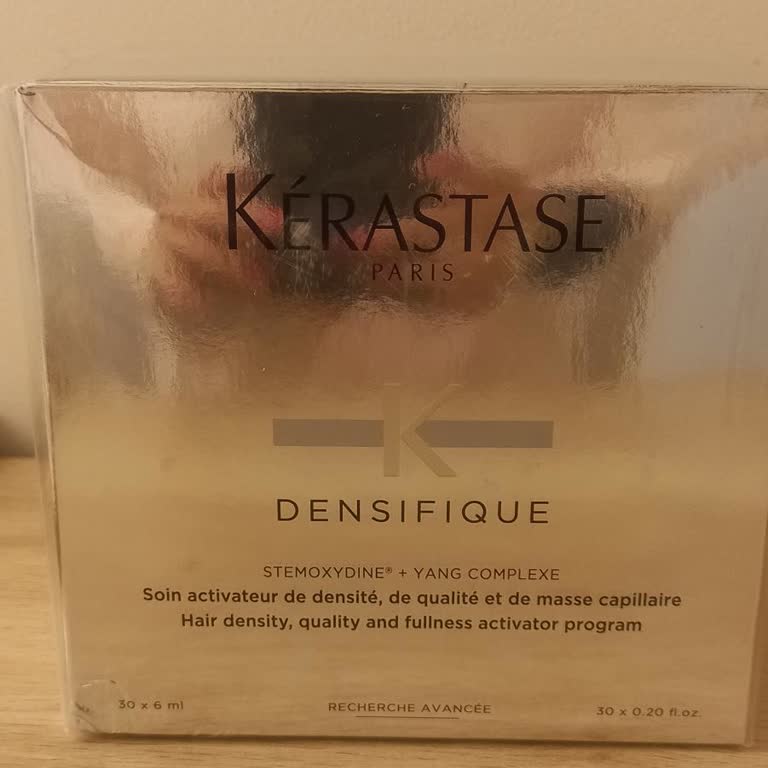 KÉRASTASE
PARIS
K
DENSIFIQUE
STEMOXYDINE® + YANG COMPLEXE
Soin activateur de densité, de qualité et de masse capillaire
Hair density, quality and fullness activator program
30 x 6 ml
RECHERCHE AVANCÉE
30 x 0.20 fl.oz.